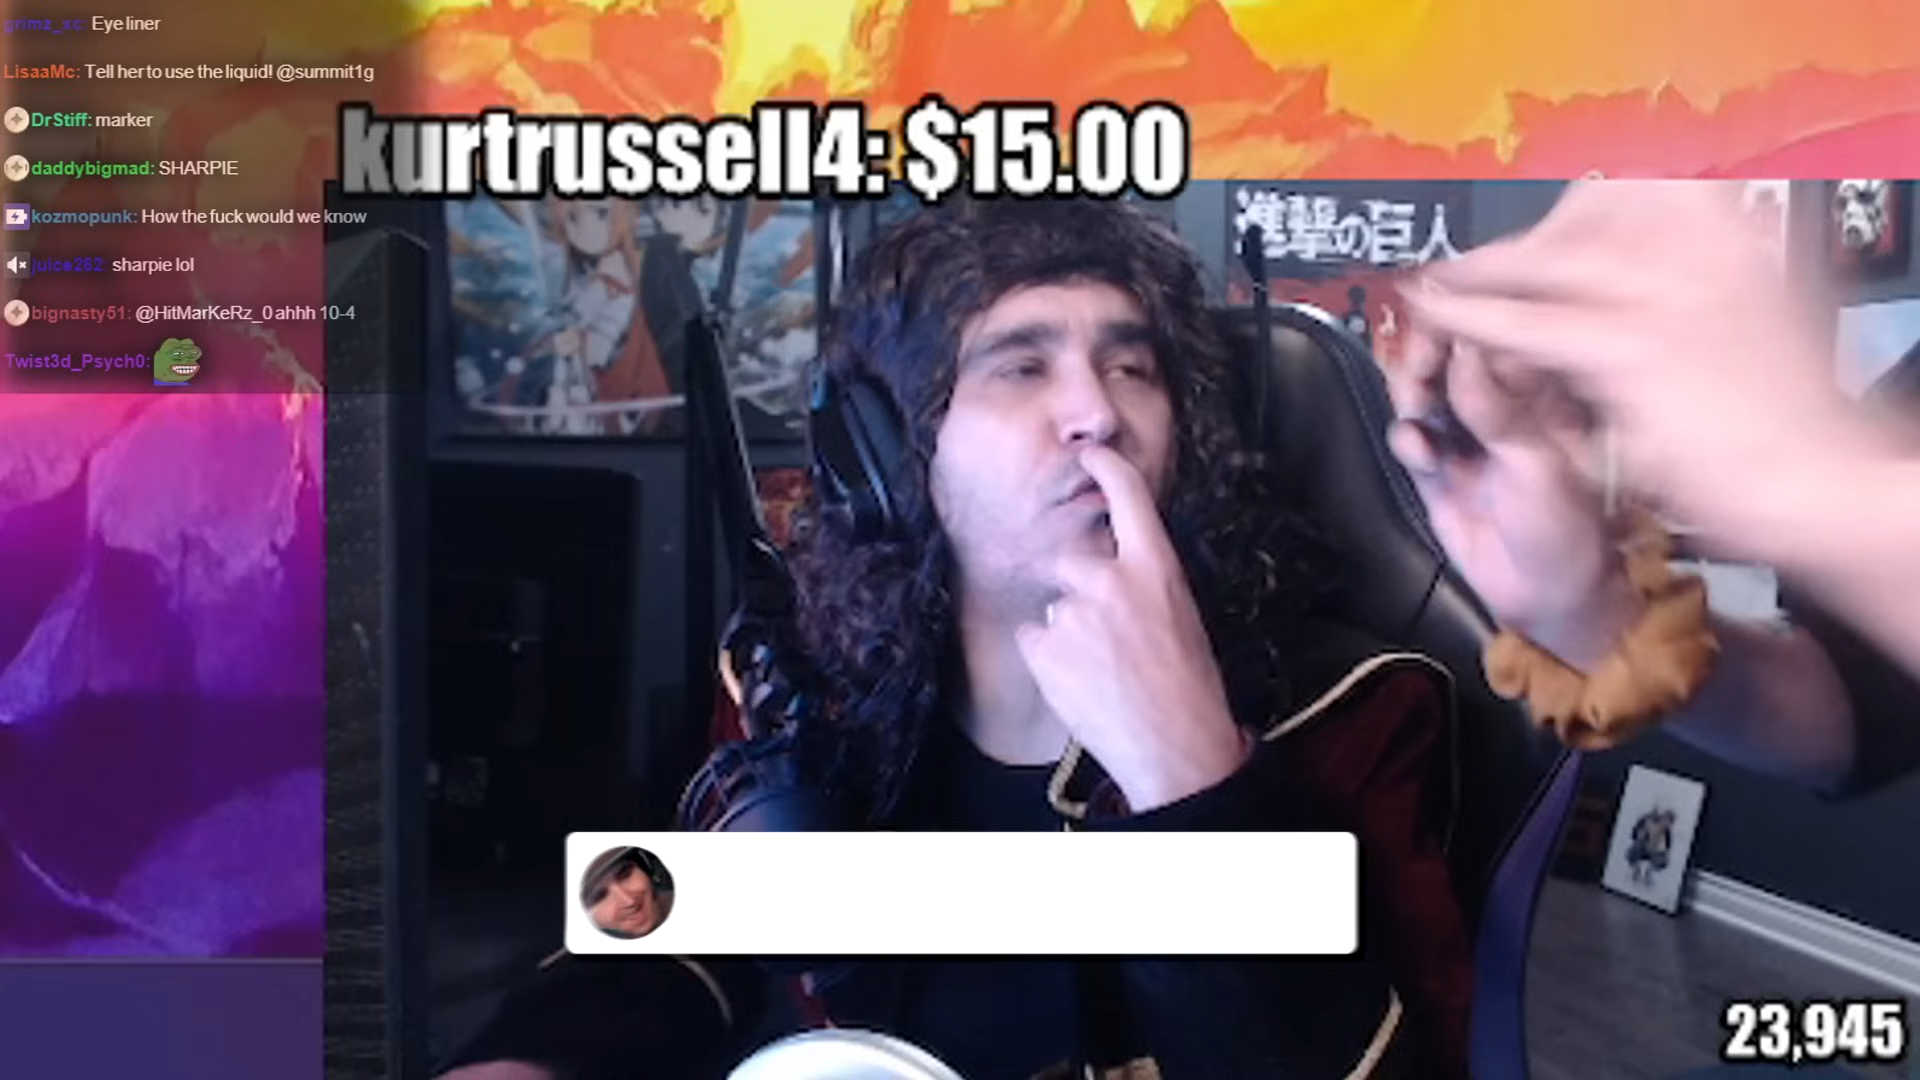 grimz_xc: Eye liner
LisaaMc: Tell her to use the liquid! @summit1g
DrStiff: marker
daddybigmad: SHARPIE
kozmopunk: How the fuck would we know
juice282: sharpie lol
bignasty51: @HitMarKeRz_0 ahhh 10-4
Twist3d_Psych0:
kurtrussell4: $15.00
進撃の巨人
23,945